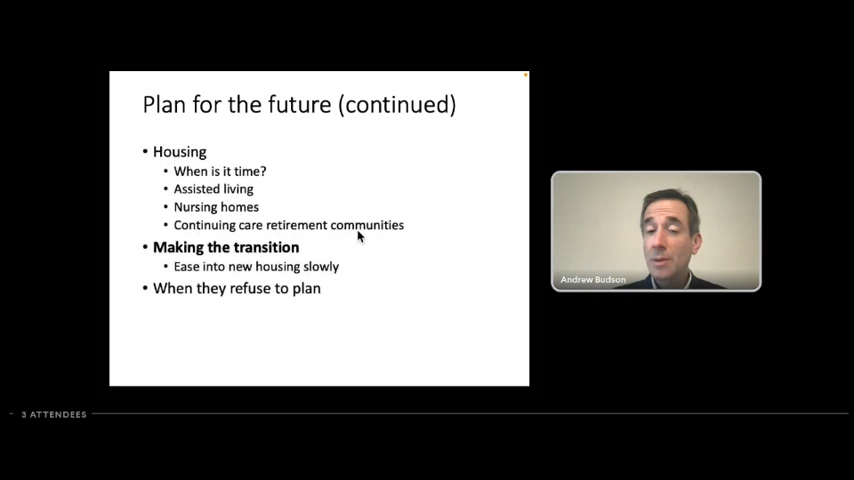 Plan for the future (continued)
• Housing
• When is it time?
• Assisted living
• Nursing homes
• Continuing care retirement communities
• Making the transition
• Ease into new housing slowly
• When they refuse to plan
Andrew Budson
3 ATTENDEES